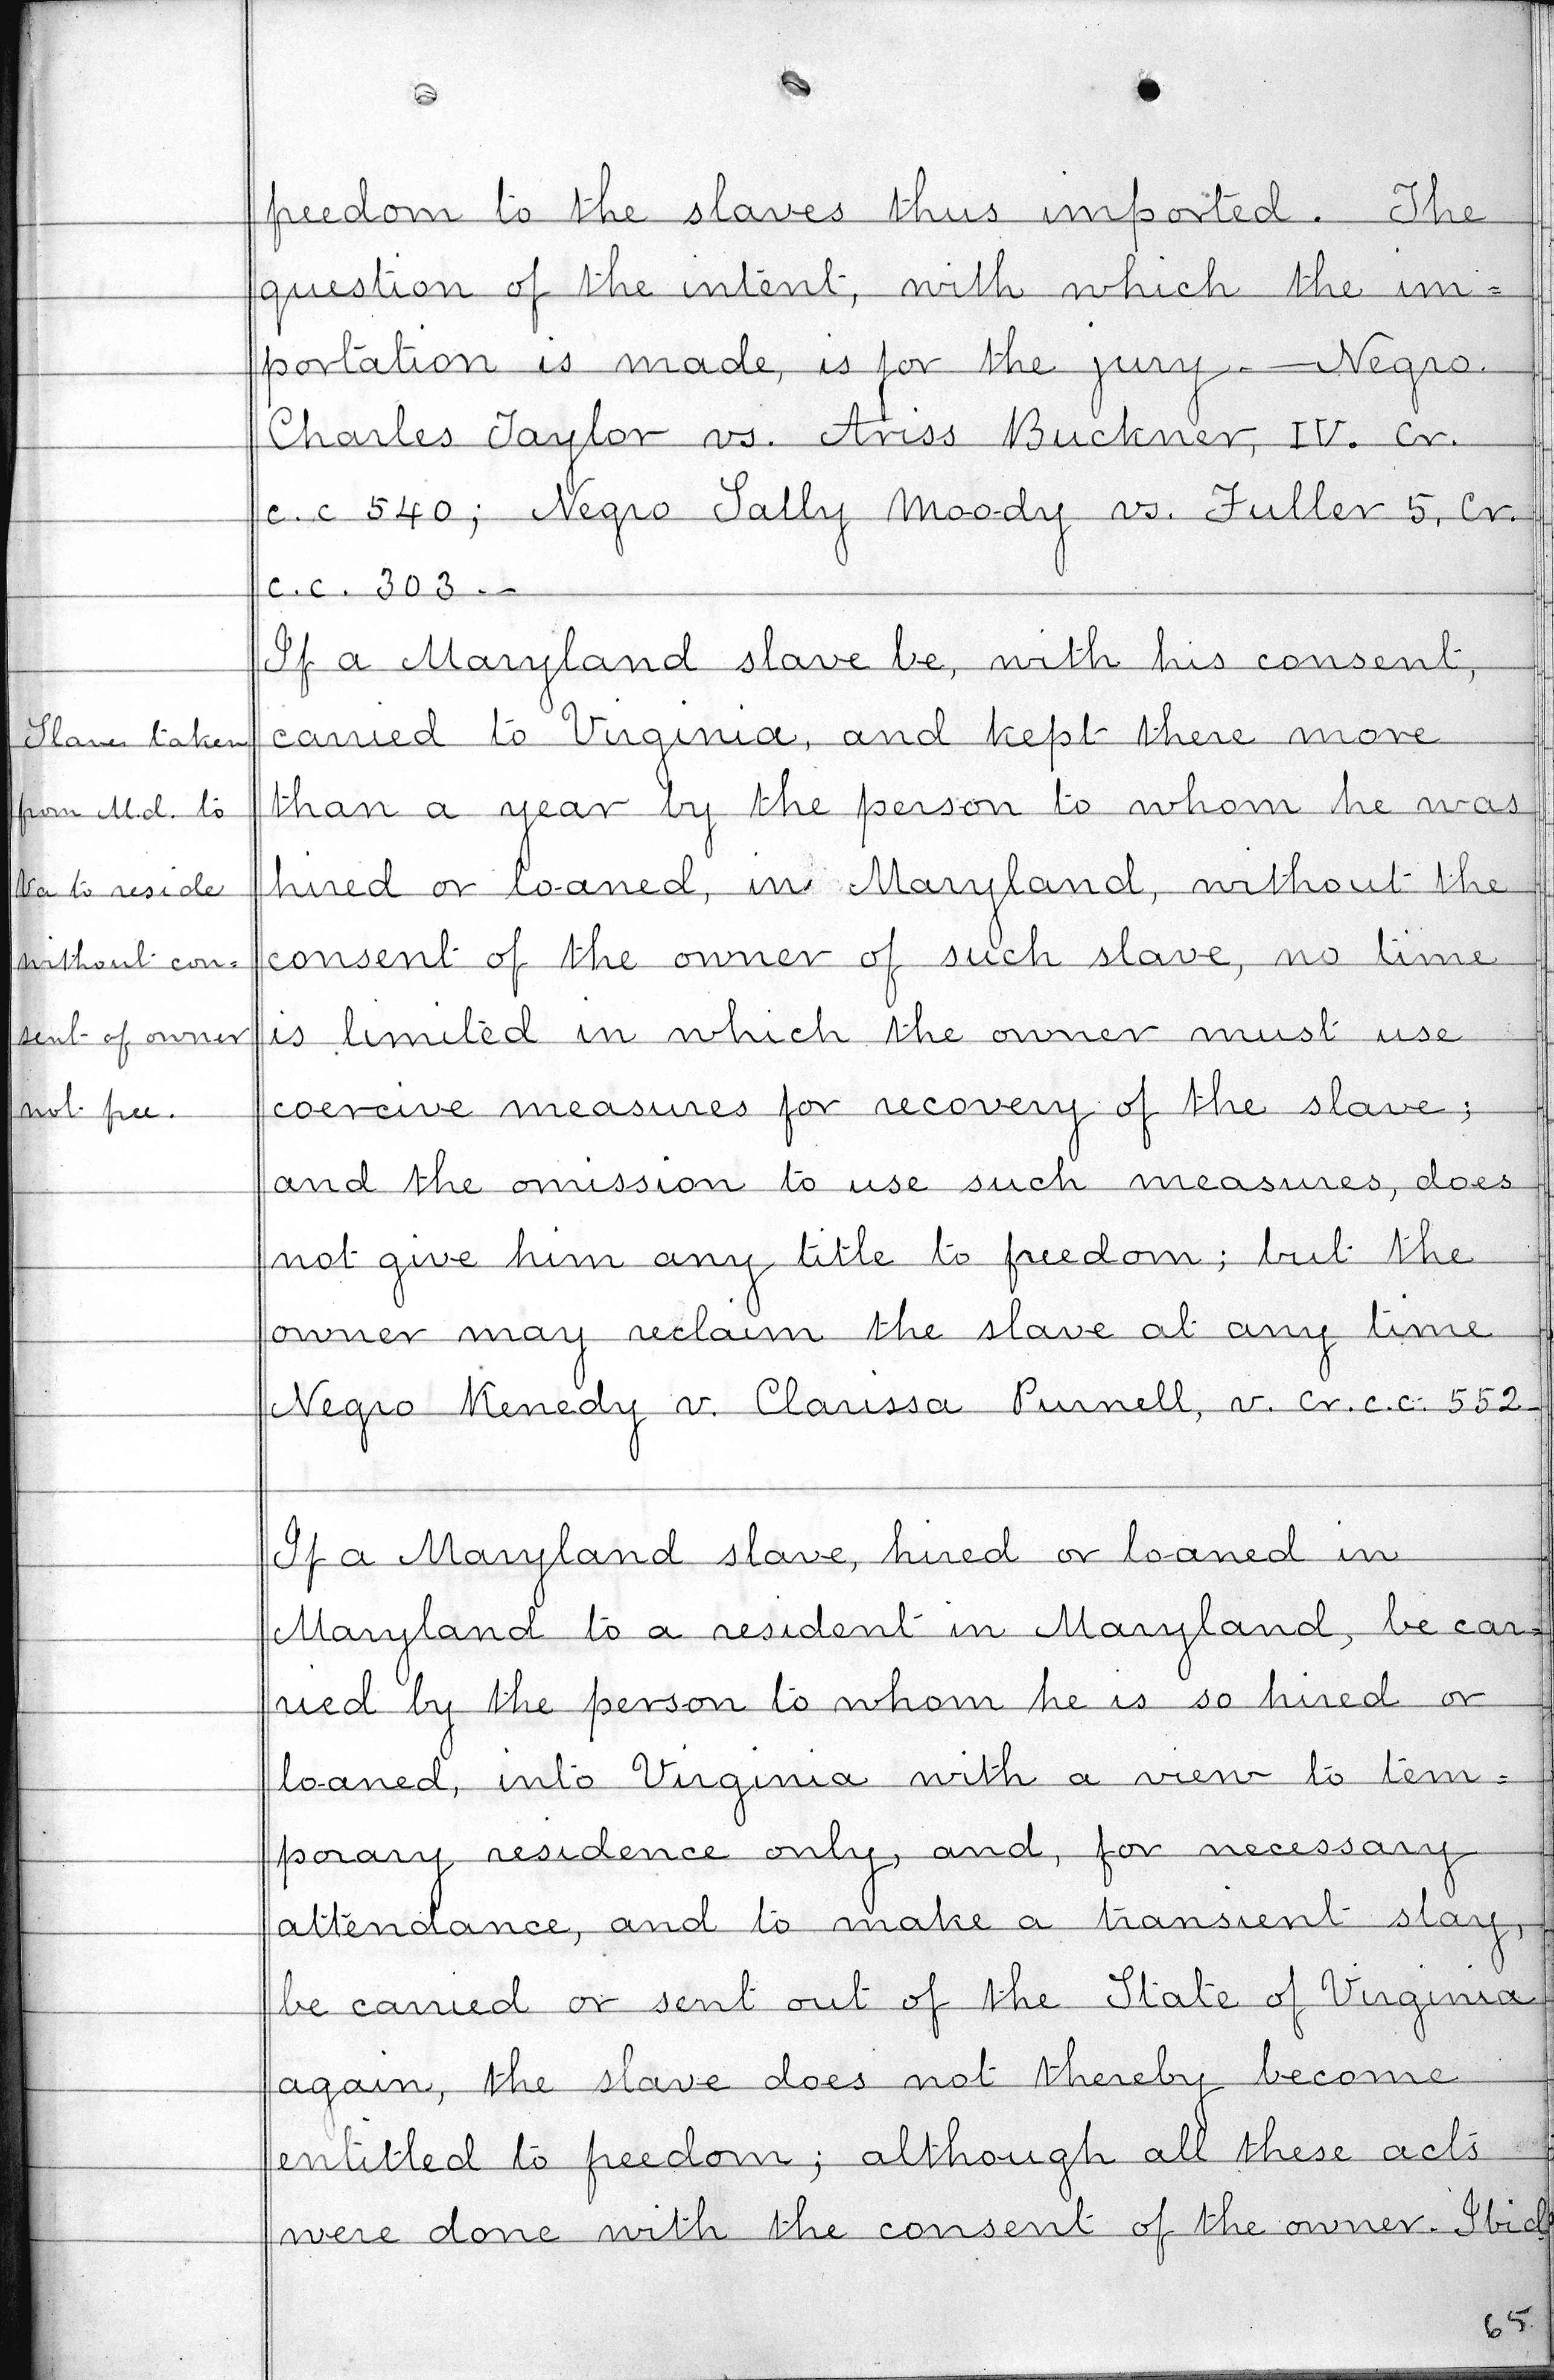 freedom to the slaves thus imported. The
question of the intent, with which the im=
portation is made, is for the jury. — Negro
Charles Taylor vs. Ariss Buckner, IV. Cr.
c.c 540; Negro Sally Moody vs. Fuller 5. Cr.
c.c. 303. –
If a Maryland slave be, with his consent,
carried to Virginia, and kept there more
than a year by the person to whom he was
hired or loaned, in Maryland, without the
consent of the owner of such slave, no time
is limited in which the owner must use
coercive measures for recovery of the slave;
and the omission to use such measures, does
not give him any title to freedom; but the
owner may reclaim the slave at any time
Negro Kenedy v. Clarissa Purnell, v. Cr. c.c. 552
Slaves taken
from M.d. to
Va to reside
without con=
sent of owner
not free.
If a Maryland slave, hired or loaned in
Maryland to a resident in Maryland, be car=
ried by the person to whom he is so hired or
loaned, into Virginia with a view to tem=
porary residence only, and, for necessary
attendance, and to make a transient stay,
be carried or sent out of the State of Virginia
again, the slave does not thereby become
entitled to freedom; although all these acts
were done with the consent of the owner. Ibid
65